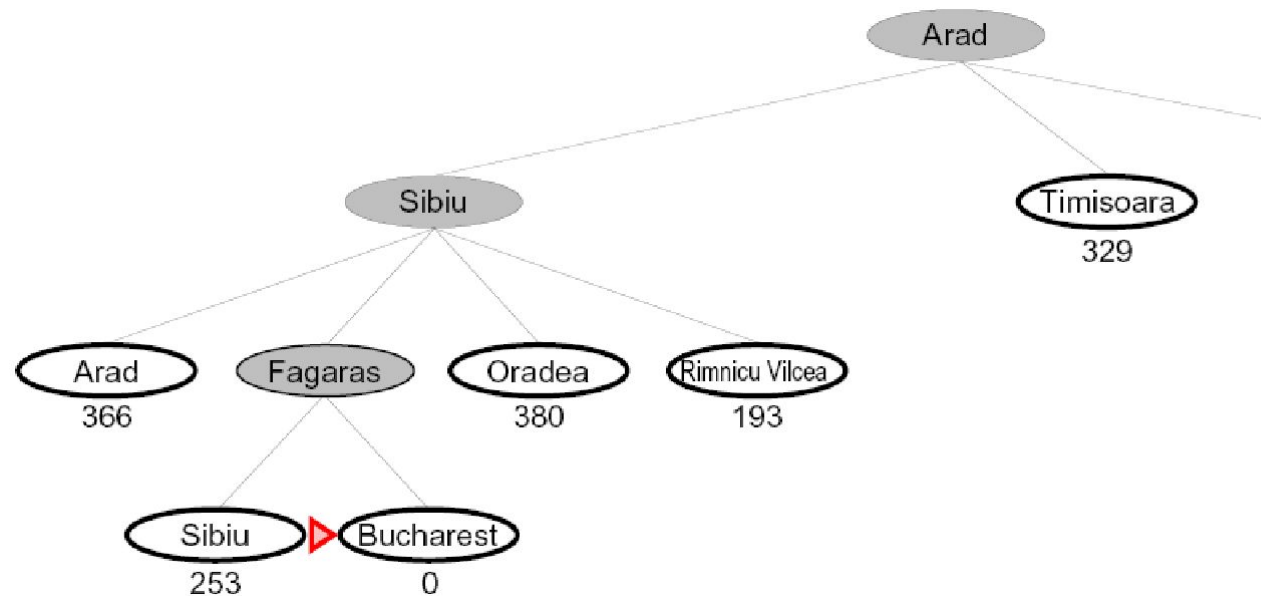 Arad
Sibiu
Timisoara
329
Arad
Fagaras
Oradea
Rimnicu Vilcea
366
380
193
Sibiu
Bucharest
253
0